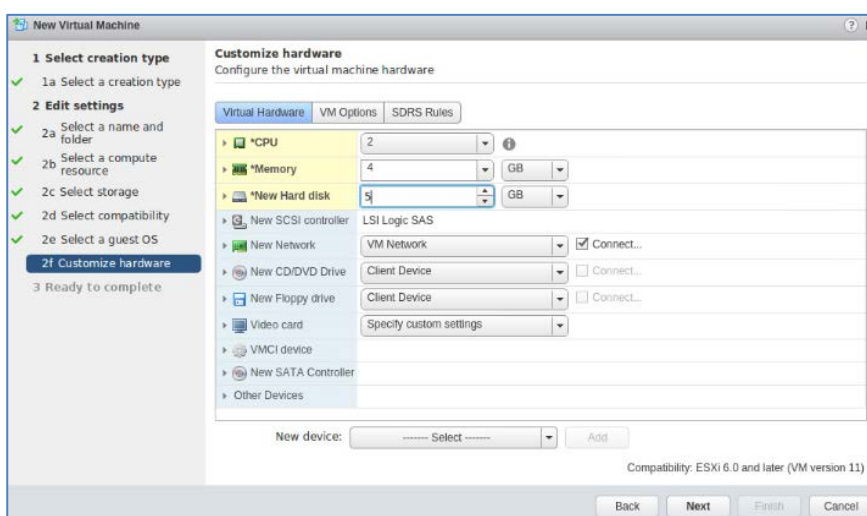 New Virtual Machine
1 Select creation type
1a Select a creation type
2 Edit settings
2a Select a name and
folder
2b Select a compute
resource
2c Select storage
2d Select compatibility
2e Select a guest OS
2f Customize hardware
3 Ready to complete
Customize hardware
Configure the virtual machine hardware
Virtual Hardware VM Options SDRS Rules
*CPU 2
*Memory 4 GB
*New Hard disk 5 GB
New SCSI controller LSI Logic SAS
New Network VM Network Connect...
New CD/DVD Drive Client Device Connect...
New Floppy drive Client Device Connect...
Video card Specify custom settings
VMCI device
New SATA Controller
Other Devices
New device: ------- Select ------- Add
Compatibility: ESXi 6.0 and later (VM version 11)
Back Next Finish Cancel